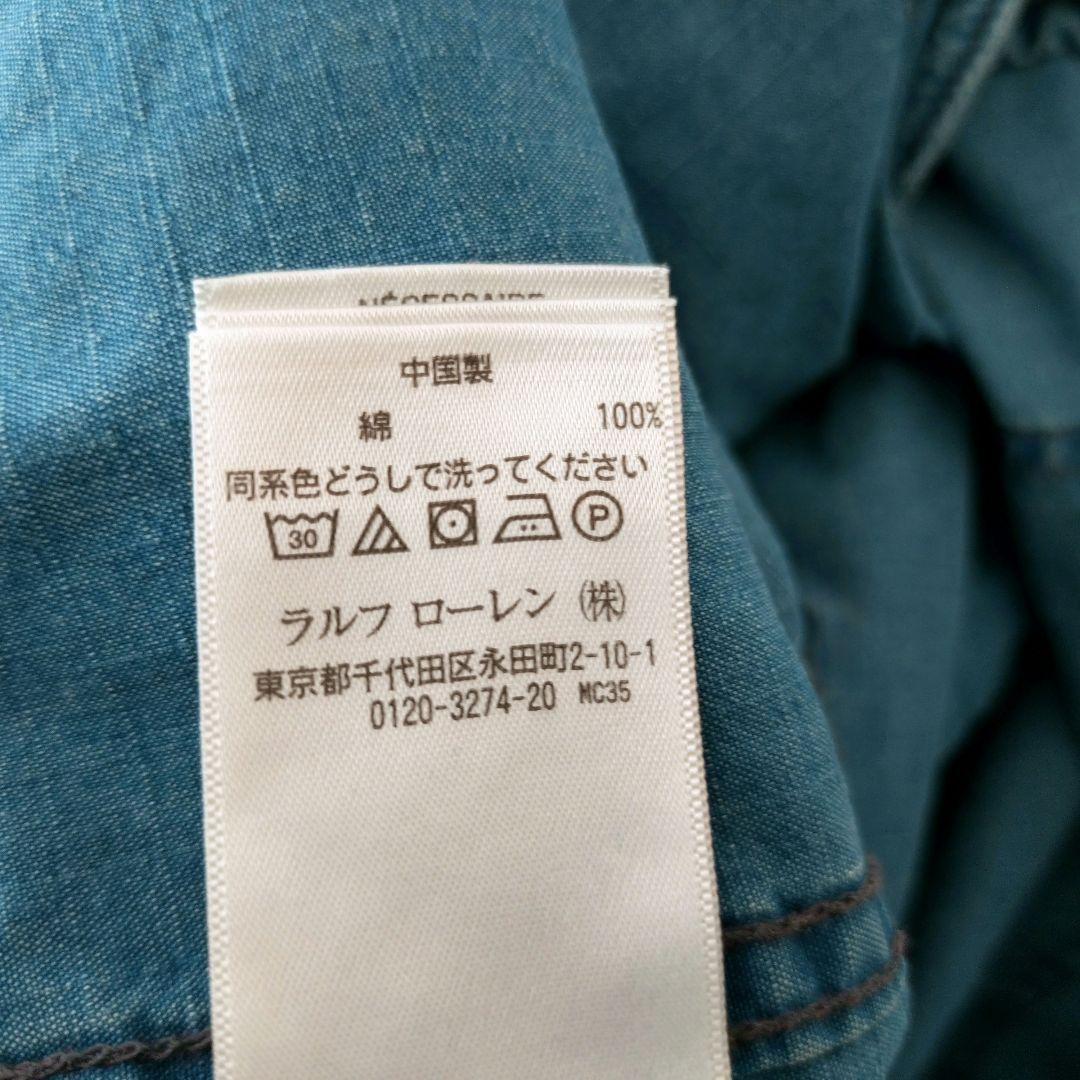 NÉCESSAIRE
中国製
綿 100%
同系色どうしで洗ってください
30 P
ラルフ ローレン (株)
東京都千代田区永田町2-10-1
0120-3274-20 MC35